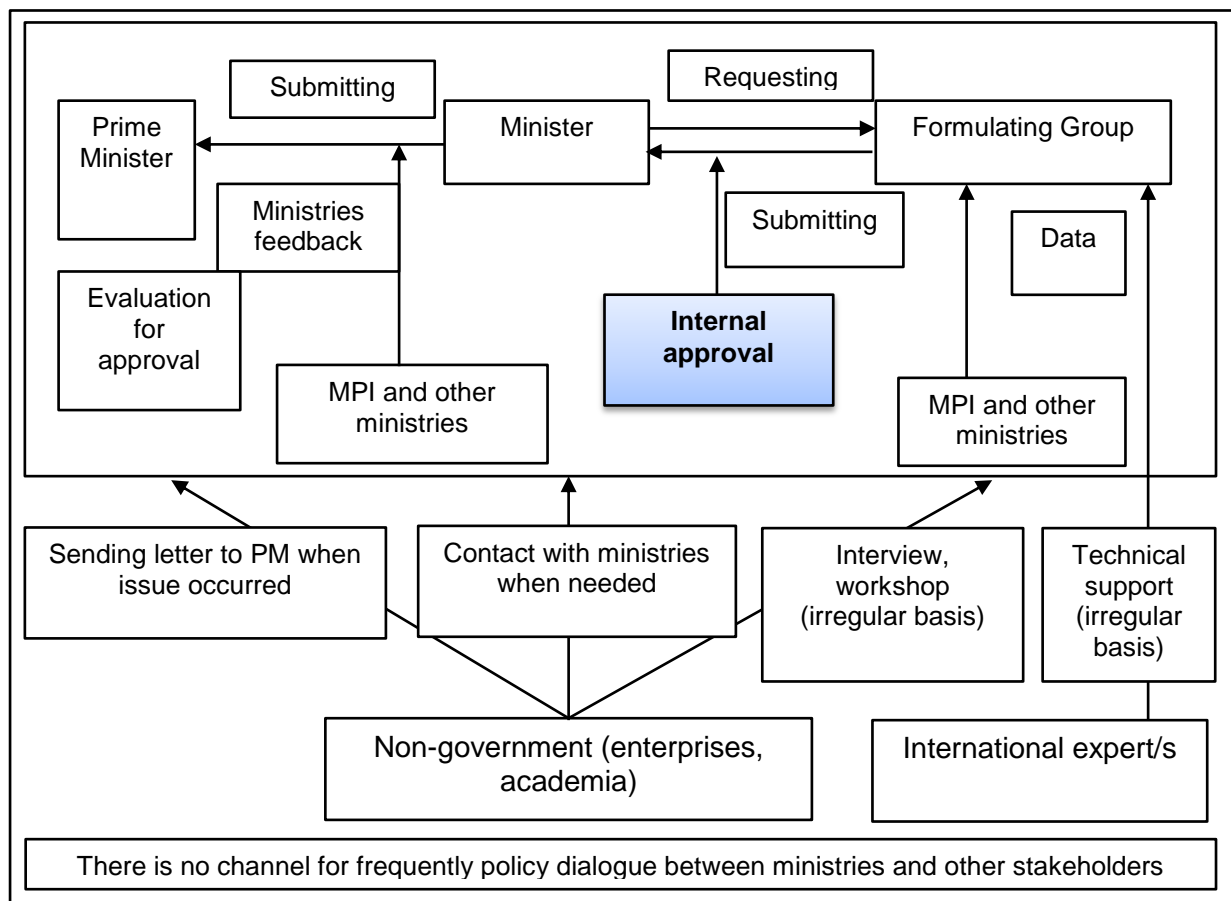 Submitting
Requesting
Prime
Minister
Minister
Formulating Group
Ministries
feedback
Submitting
Data
Evaluation
for
approval
Internal
approval
MPI and other
ministries
MPI and other
ministries
Sending letter to PM when
issue occurred
Contact with ministries
when needed
Interview,
workshop
(irregular basis)
Technical
support
(irregular
basis)
Non-government (enterprises,
academia)
International expert/s
There is no channel for frequently policy dialogue between ministries and other stakeholders